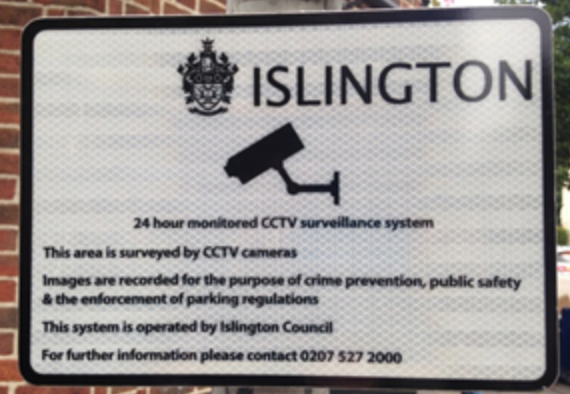 ISLINGTON
24 hour monitored CCTV surveillance system
This area is surveyed by CCTV cameras
Images are recorded for the purpose of crime prevention, public safety
& the enforcement of parking regulations
This system is operated by Islington Council
For further information please contact 0207 527 2000